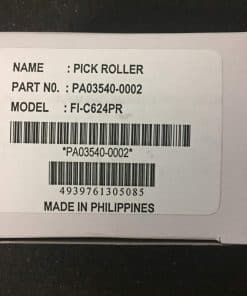 NAME : PICK ROLLER
PART N0. : PA03540-0002
MODEL : FI-C624PR
*PA03540-0002*
4939761305085
MADE IN PHILIPPINES